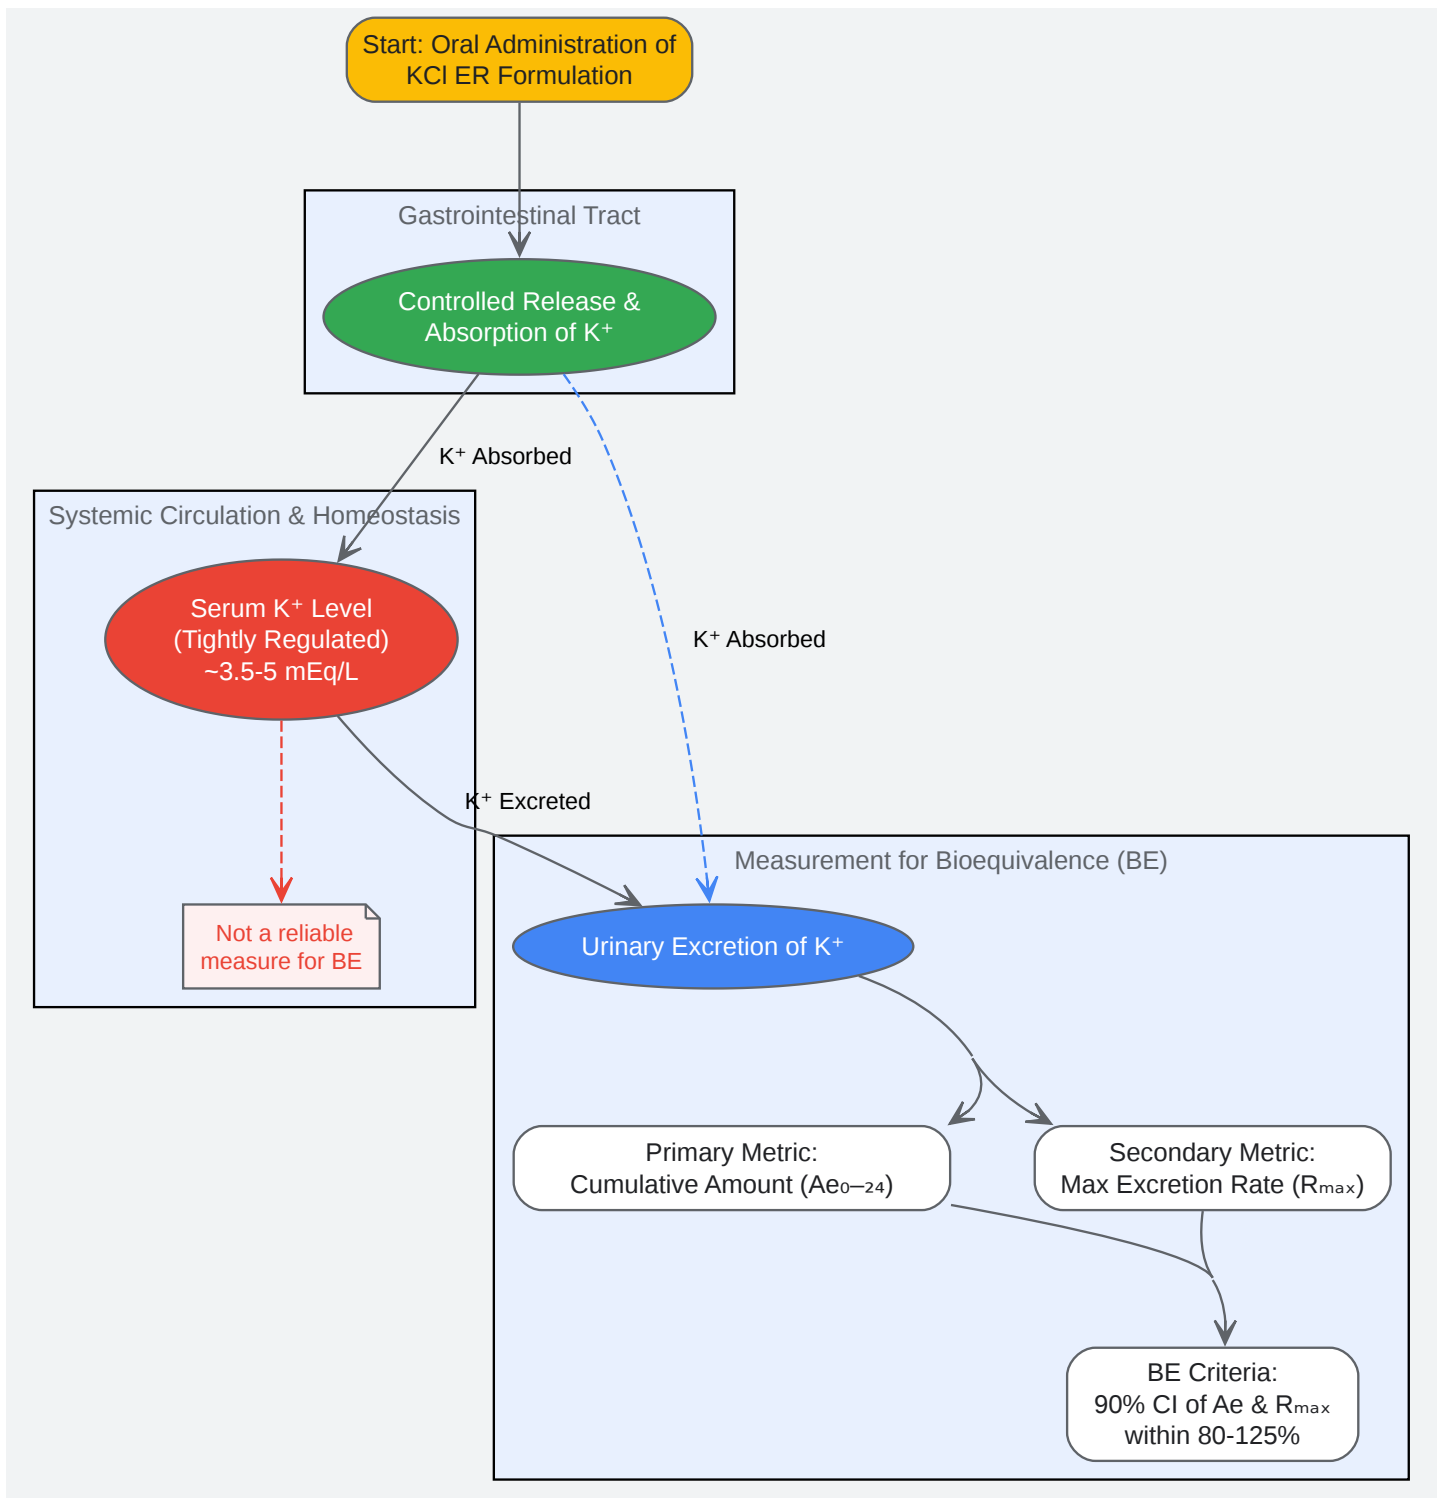 Start: Oral Administration of
KCl ER Formulation
Gastrointestinal Tract
Controlled Release &
Absorption of K⁺
K⁺ Absorbed
Systemic Circulation & Homeostasis
Serum K⁺ Level
(Tightly Regulated)
~3.5-5 mEq/L
K⁺ Absorbed
K⁺ Excreted
Not a reliable
measure for BE
Measurement for Bioequivalence (BE)
Urinary Excretion of K⁺
Primary Metric:
Cumulative Amount (Ae₀–₂₄)
Secondary Metric:
Max Excretion Rate (Rₘₐₓ)
BE Criteria:
90% CI of Ae & Rₘₐₓ
within 80-125%